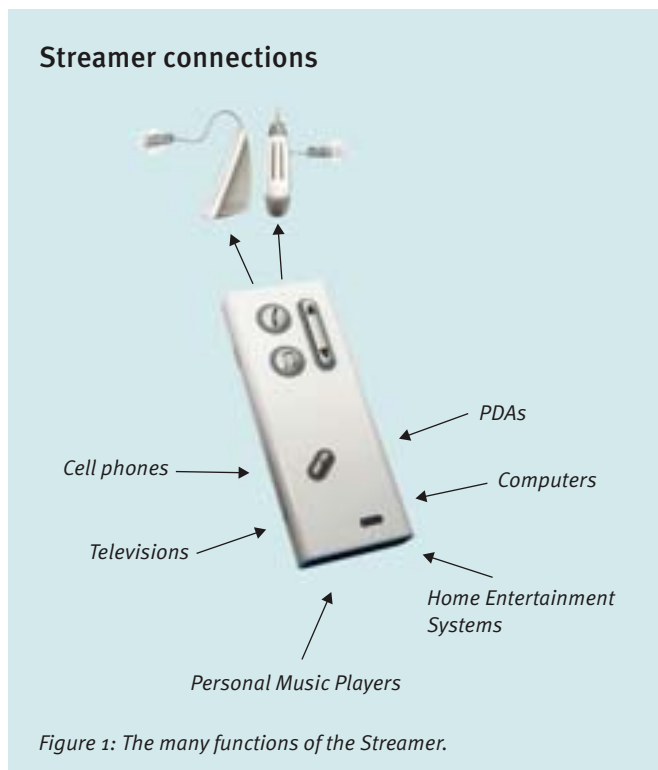 Streamer connections
PDAs
Cell phones
Computers
Televisions
Home Entertainment
Systems
Personal Music Players
Figure 1: The many functions of the Streamer.